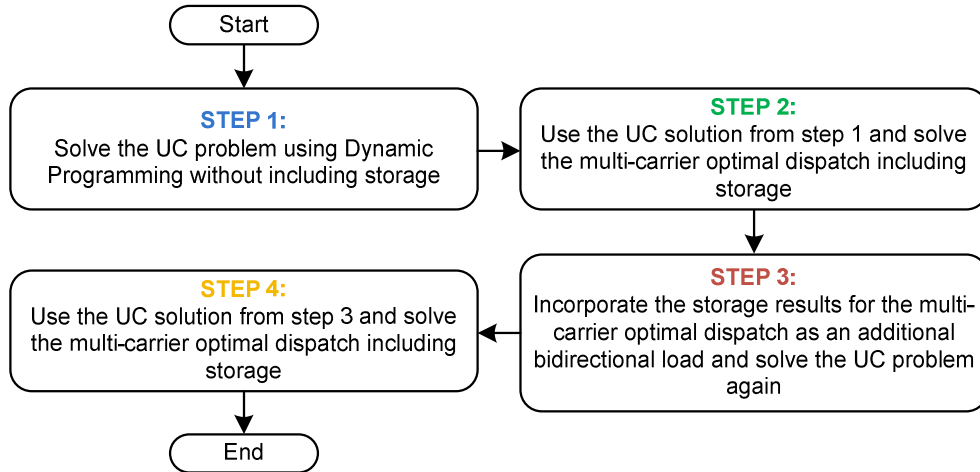 Start
STEP 1:
Solve the UC problem using Dynamic
Programming without including storage
STEP 2:
Use the UC solution from step 1 and solve
the multi-carrier optimal dispatch including
storage
STEP 3:
Incorporate the storage results for the multi-
carrier optimal dispatch as an additional
bidirectional load and solve the UC problem
again
STEP 4:
Use the UC solution from step 3 and solve
the multi-carrier optimal dispatch including
storage
End